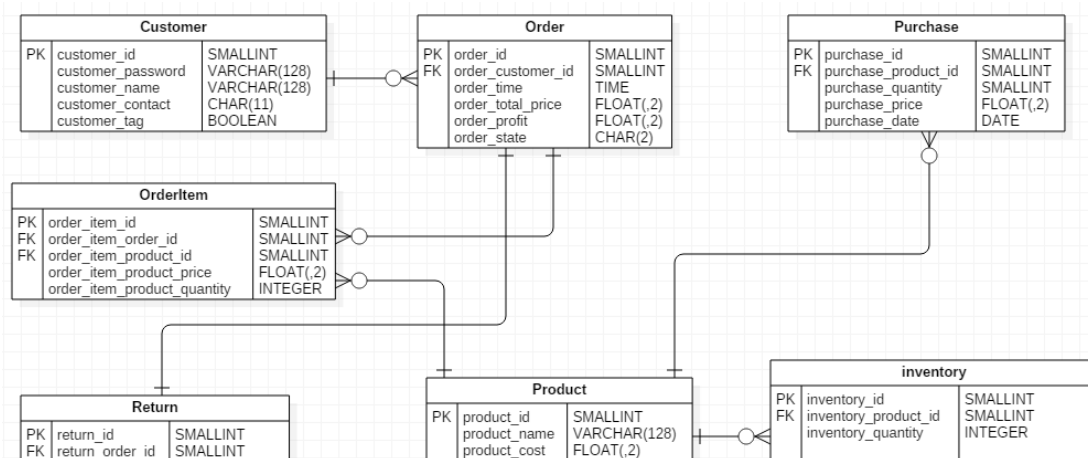 Customer
PK customer_id SMALLINT
customer_password VARCHAR(128)
customer_name VARCHAR(128)
customer_contact CHAR(11)
customer_tag BOOLEAN
Order
PK order_id SMALLINT
FK order_customer_id SMALLINT
order_time TIME
order_total_price FLOAT(,2)
order_profit FLOAT(,2)
order_state CHAR(2)
Purchase
PK purchase_id SMALLINT
FK purchase_product_id SMALLINT
purchase_quantity SMALLINT
purchase_price FLOAT(,2)
purchase_date DATE
OrderItem
PK order_item_id SMALLINT
FK order_item_order_id SMALLINT
FK order_item_product_id SMALLINT
order_item_product_price FLOAT(,2)
order_item_product_quantity INTEGER
Return
PK return_id SMALLINT
FK return_order_id SMALLINT
Product
PK product_id SMALLINT
product_name VARCHAR(128)
product_cost FLOAT(,2)
inventory
PK inventory_id SMALLINT
FK inventory_product_id SMALLINT
inventory_quantity INTEGER